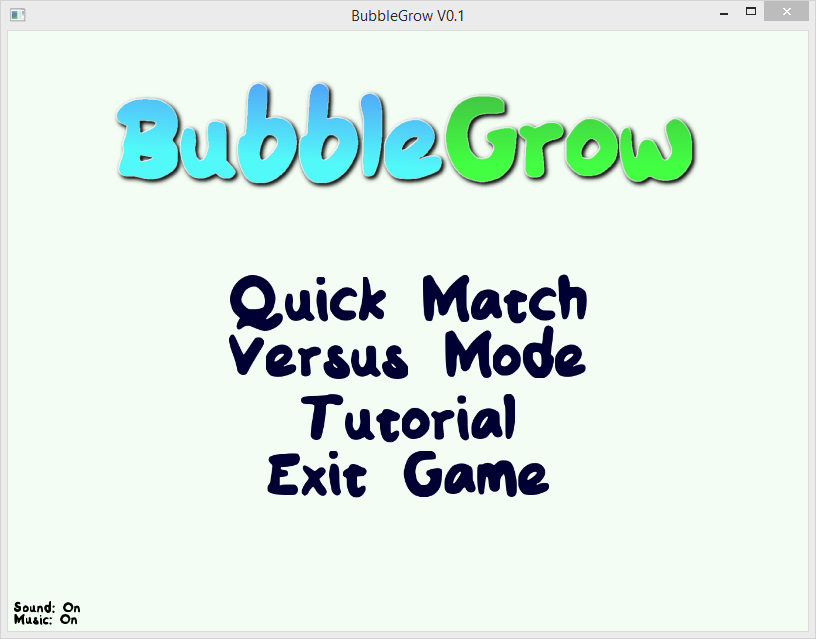 BubbleGrow V0.1
BubbleGrow
Quick Match
Versus Mode
Tutorial
Exit Game
Sound: On
Music: On